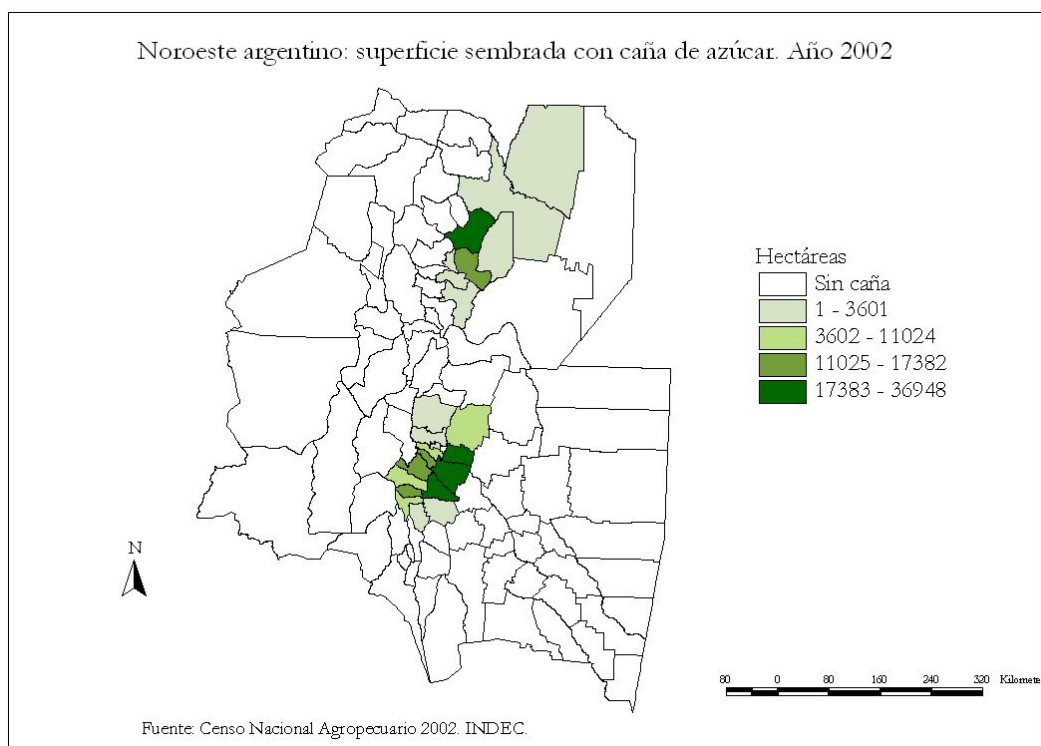 Noroeste argentino: superficie sembrada con caña de azúcar. Año 2002
Hectáreas
Sin caña
1 - 3601
3602 - 11024
11025 - 17382
17383 - 36948
N
80 0 80 160 240 320 Kilomete
Fuente: Censo Nacional Agropecuario 2002. INDEC.